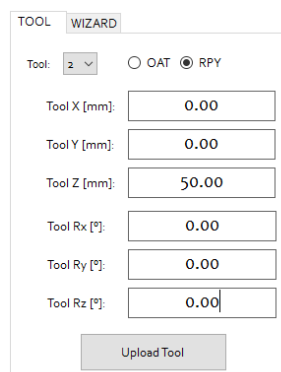 TOOL WIZARD
Tool: 2 OAT RPY
Tool X [mm]: 0.00
Tool Y [mm]: 0.00
Tool Z [mm]: 50.00
Tool Rx [º]: 0.00
Tool Ry [º]: 0.00
Tool Rz [º]: 0.00
Upload Tool